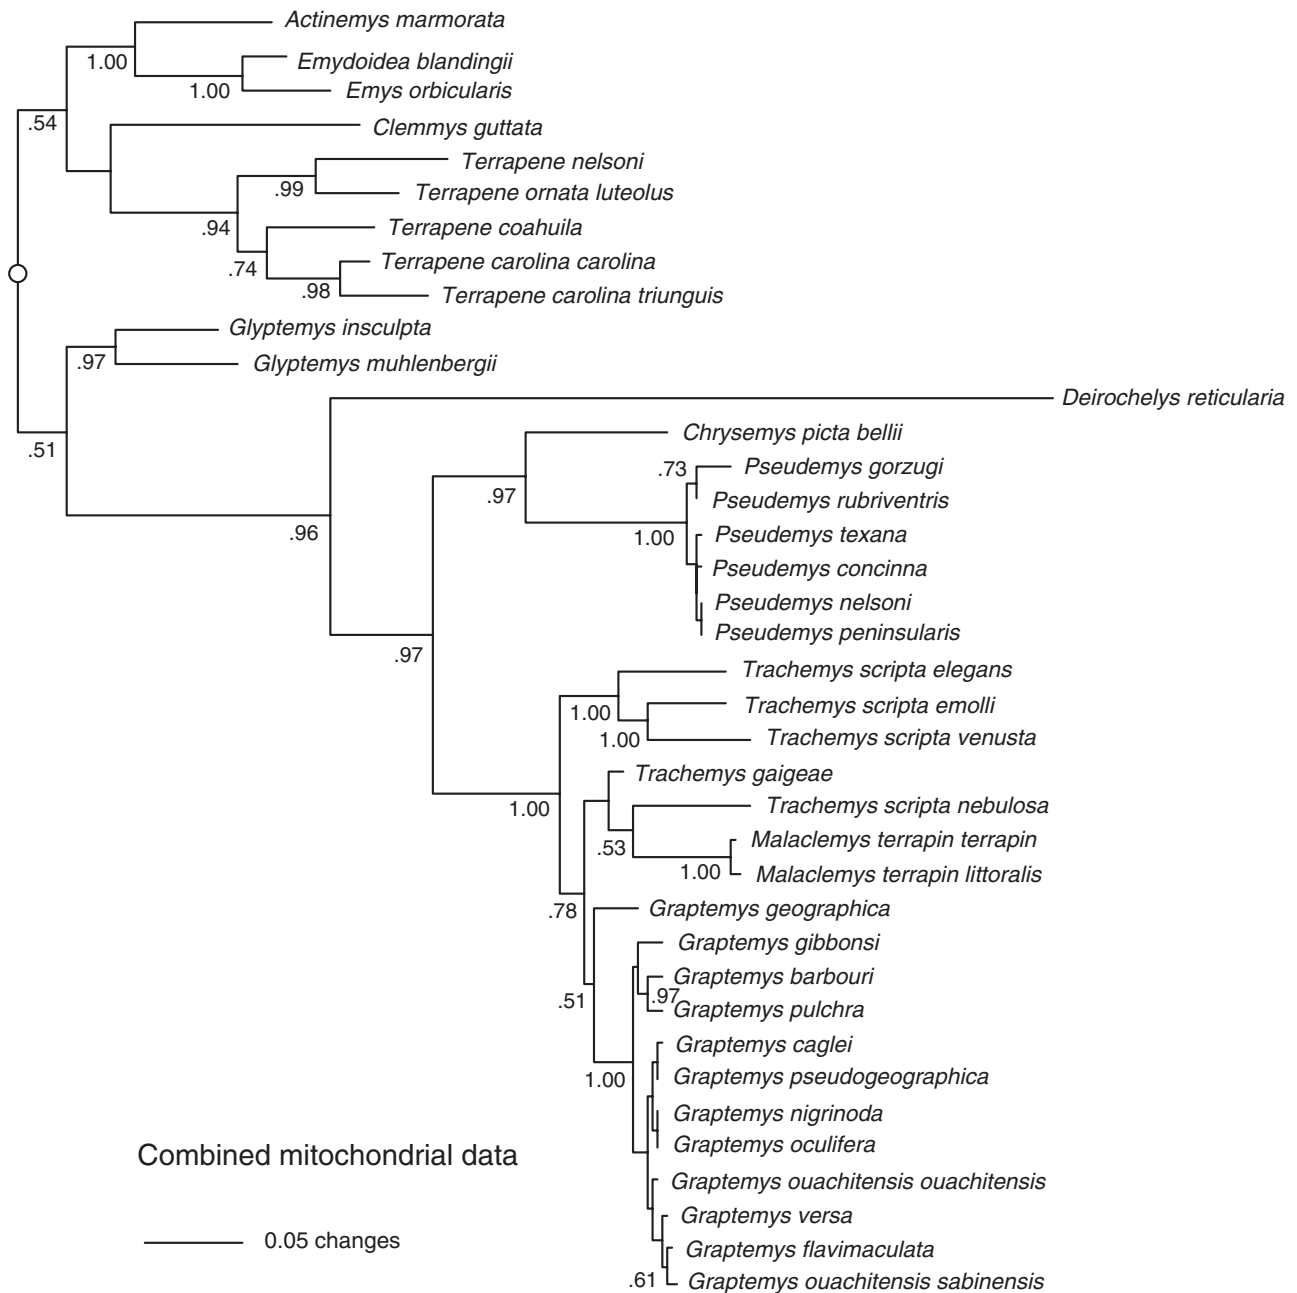 Actinemys marmorata
1.00
Emydoidea blandingii
1.00
Emys orbicularis
.54
Clemmys guttata
Terrapene nelsoni
.99
Terrapene ornata luteolus
.94
Terrapene coahuila
.74
Terrapene carolina carolina
.98
Terrapene carolina triunguis
Glyptemys insculpta
.97
Glyptemys muhlenbergii
Deirochelys reticularia
.51
Chrysemys picta bellii
.73
Pseudemys gorzugi
.97
Pseudemys rubriventris
.96
1.00
Pseudemys texana
Pseudemys concinna
Pseudemys nelsoni
Pseudemys peninsularis
.97
Trachemys scripta elegans
1.00
Trachemys scripta emolli
1.00
Trachemys scripta venusta
Trachemys gaigeae
1.00
Trachemys scripta nebulosa
.53
Malaclemys terrapin terrapin
1.00
Malaclemys terrapin littoralis
.78
Graptemys geographica
Graptemys gibbonsi
Graptemys barbouri
.97
.51
Graptemys pulchra
Graptemys caglei
1.00
Graptemys pseudogeographica
Graptemys nigrinoda
Graptemys oculifera
Combined mitochondrial data
Graptemys ouachitensis ouachitensis
Graptemys versa
0.05 changes
Graptemys flavimaculata
.61
Graptemys ouachitensis sabinensis